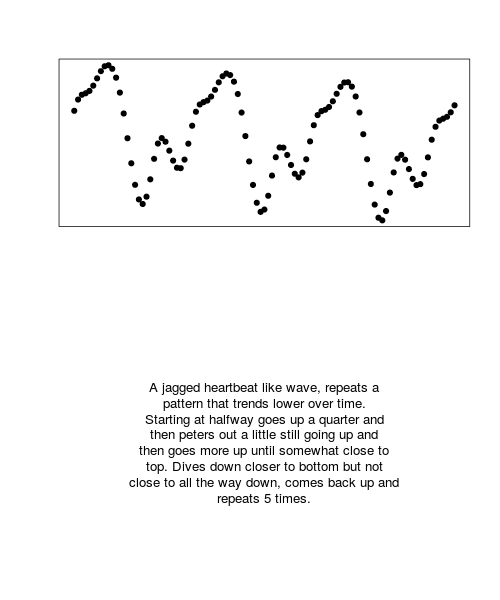 A jagged heartbeat like wave, repeats a
pattern that trends lower over time.
Starting at halfway goes up a quarter and
then peters out a little still going up and
then goes more up until somewhat close to
top. Dives down closer to bottom but not
close to all the way down, comes back up and
repeats 5 times.